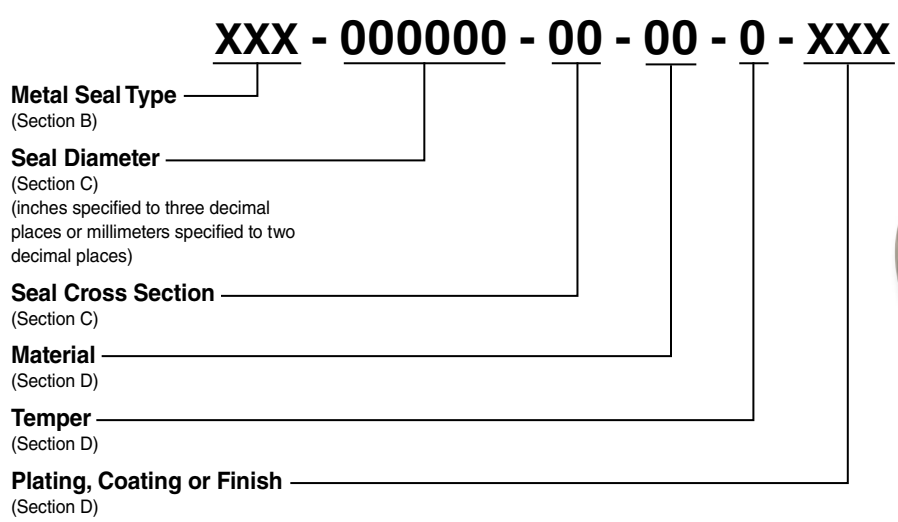 XXX - 000000 - 00 - 00 - 0 - XXX
Metal Seal Type
(Section B)
Seal Diameter
(Section C)
(inches specified to three decimal
places or millimeters specified to two
decimal places)
Seal Cross Section
(Section C)
Material
(Section D)
Temper
(Section D)
Plating, Coating or Finish
(Section D)